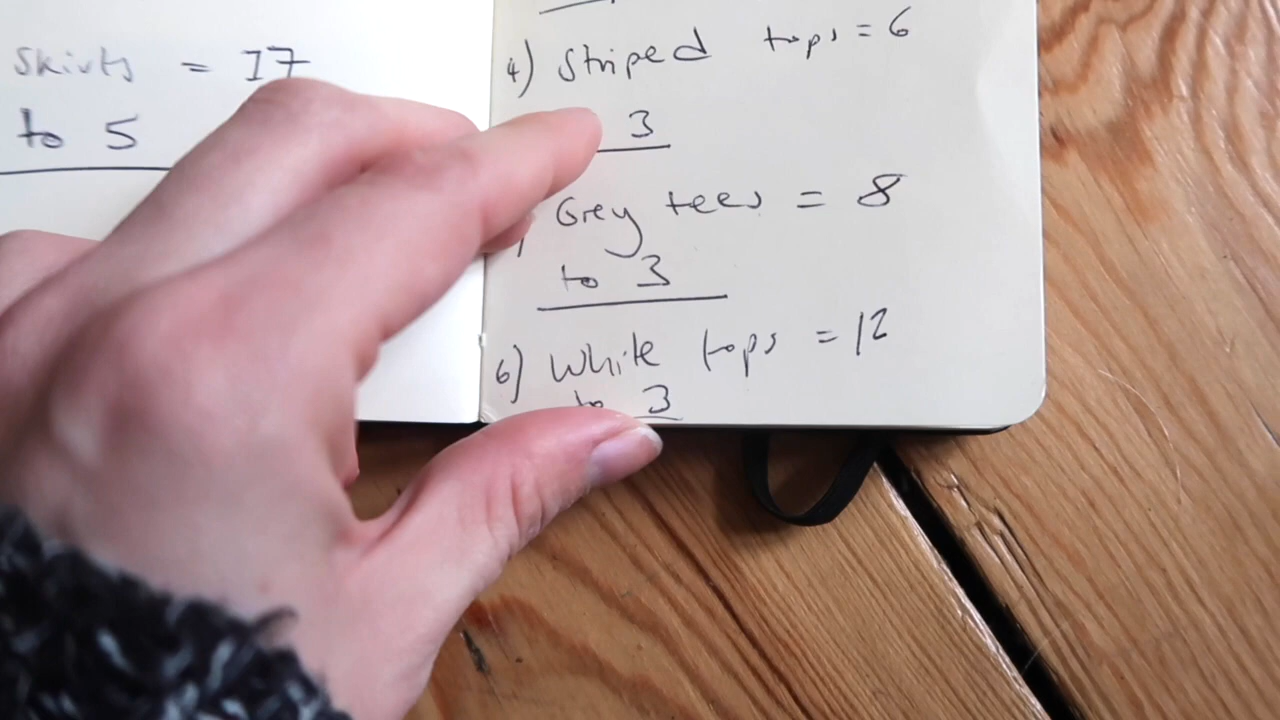 Skirts = 17
to 5
4) Striped tops = 6
3
Grey tees = 8
to 3
6) White tops = 12
to 3